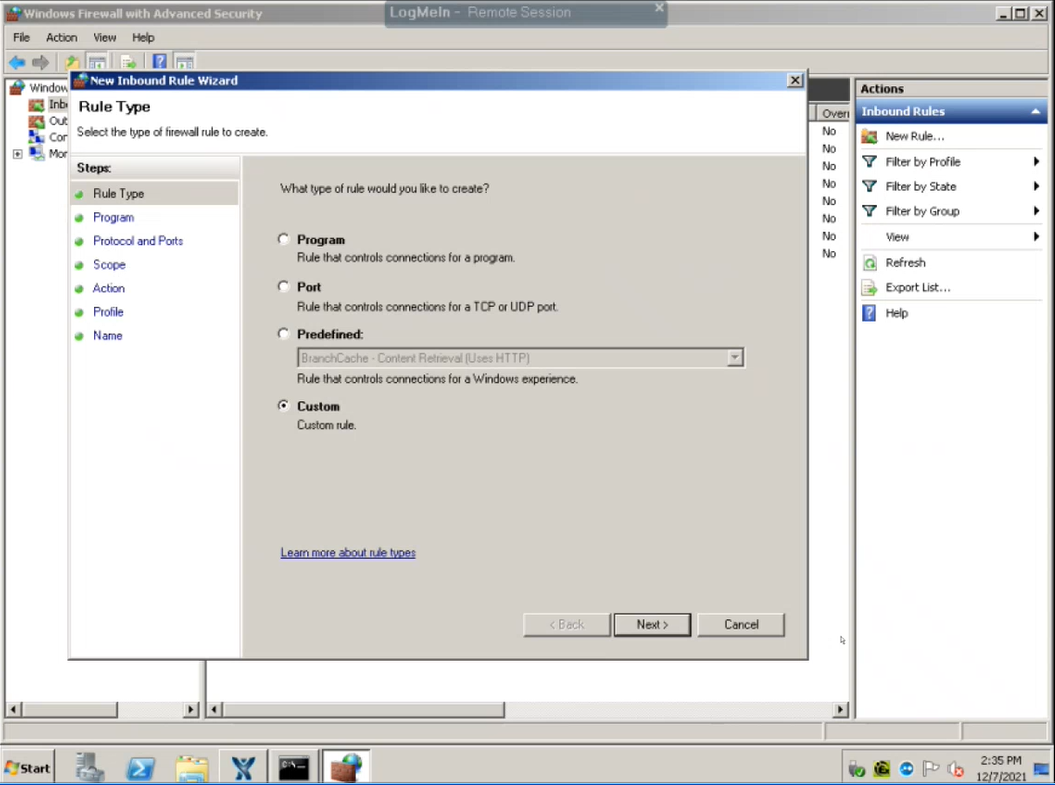 Windows Firewall with Advanced Security
LogMeIn - Remote Session
File Action View Help
Window
Inb
Out
Con
Mon
New Inbound Rule Wizard
Rule Type
Select the type of firewall rule to create.
Steps:
Rule Type
Program
Protocol and Ports
Scope
Action
Profile
Name
What type of rule would you like to create?
Program
Rule that controls connections for a program.
Port
Rule that controls connections for a TCP or UDP port.
Predefined:
BranchCache - Content Retrieval (Uses HTTP)
Rule that controls connections for a Windows experience.
Custom
Custom rule.
Learn more about rule types
< Back Next > Cancel
Overr
No
No
No
No
No
No
No
No
Actions
Inbound Rules
New Rule...
Filter by Profile
Filter by State
Filter by Group
View
Refresh
Export List...
Help
Start
2:35 PM
12/7/2021